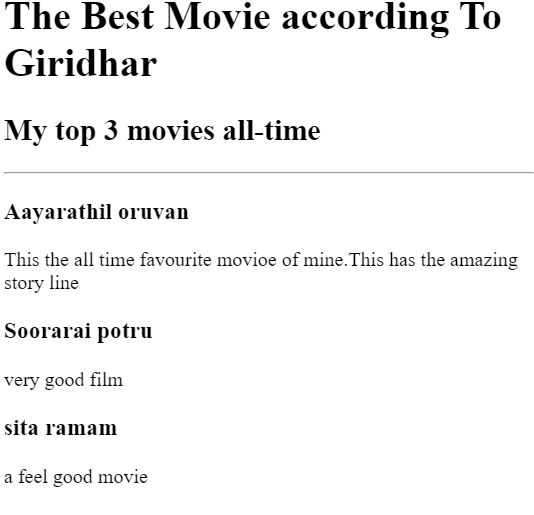 The Best Movie according To
Giridhar
My top 3 movies all-time
Aayarathil oruvan
This the all time favourite movioe of mine.This has the amazing
story line
Soorarai potru
very good film
sita ramam
a feel good movie